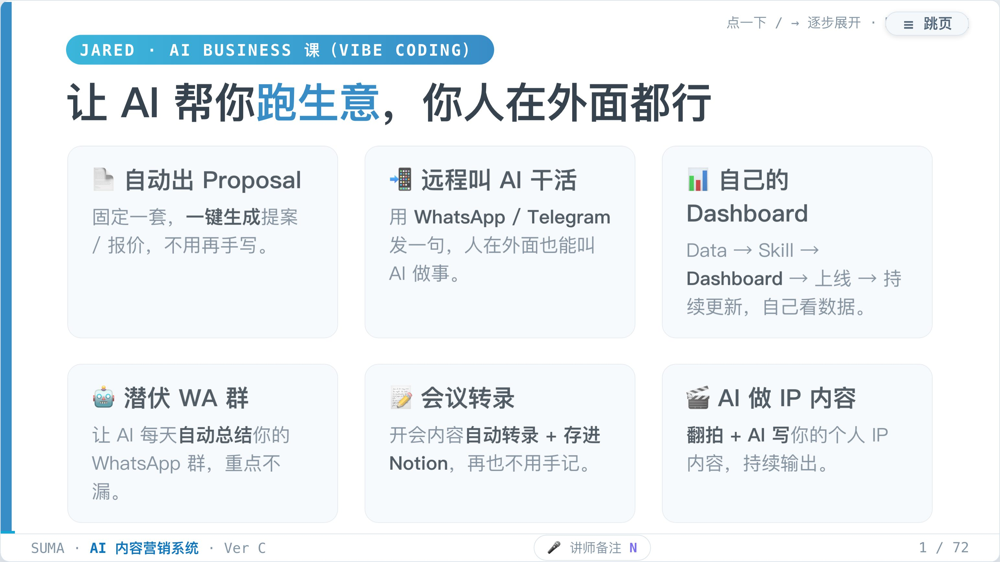 点一下 / → 逐步展开 ·
≡ 跳页
JARED · AI BUSINESS 课（VIBE CODING）
让 AI 帮你跑生意，你人在外面都行
📄 自动出 Proposal
固定一套，一键生成提案
/ 报价，不用再手写。
📲 远程叫 AI 干活
用 WhatsApp / Telegram
发一句，人在外面也能叫
AI 做事。
📊 自己的
Dashboard
Data → Skill →
Dashboard → 上线 → 持
续更新，自己看数据。
🤖 潜伏 WA 群
让 AI 每天自动总结你的
WhatsApp 群，重点不
漏。
📝 会议转录
开会内容自动转录 + 存进
Notion，再也不用手记。
🎬 AI 做 IP 内容
翻拍 + AI 写你的个人 IP
内容，持续输出。
SUMA · AI 内容营销系统 · Ver C
🎤 讲师备注 N
1 / 72